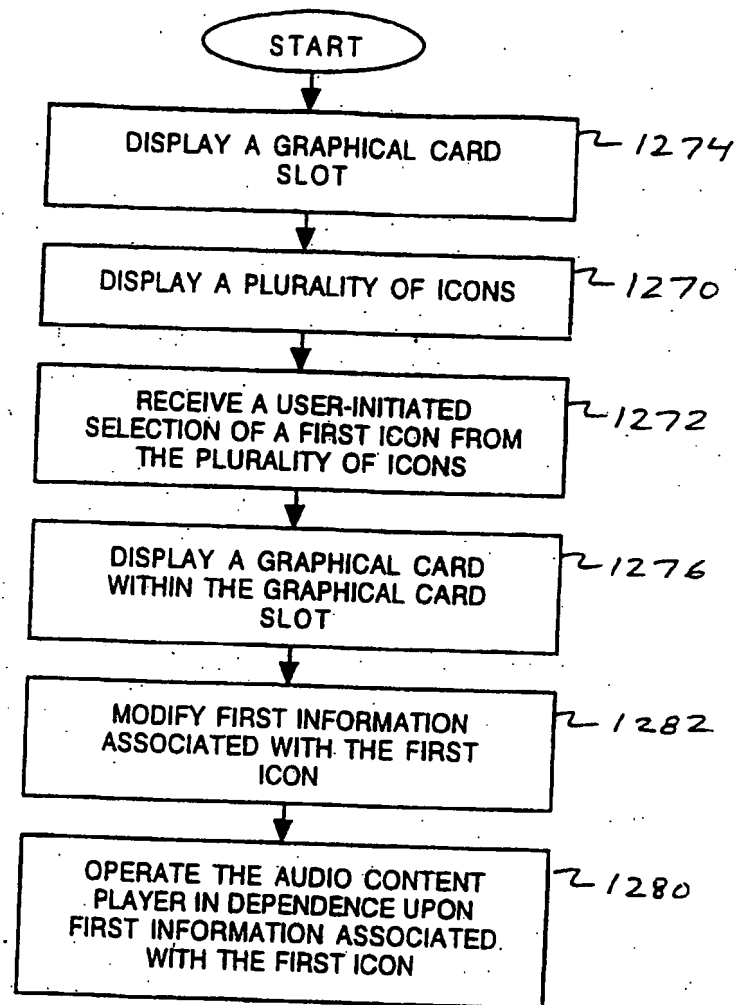 START
DISPLAY A GRAPHICAL CARD
SLOT
1274
DISPLAY A PLURALITY OF ICONS
1270
RECEIVE A USER-INITIATED
SELECTION OF A FIRST ICON FROM
THE PLURALITY OF ICONS
1272
DISPLAY A GRAPHICAL CARD
WITHIN THE GRAPHICAL CARD
SLOT
1276
MODIFY FIRST INFORMATION
ASSOCIATED WITH THE FIRST
ICON
1282
OPERATE THE AUDIO CONTENT
PLAYER IN DEPENDENCE UPON
FIRST INFORMATION ASSOCIATED
WITH THE FIRST ICON
1280